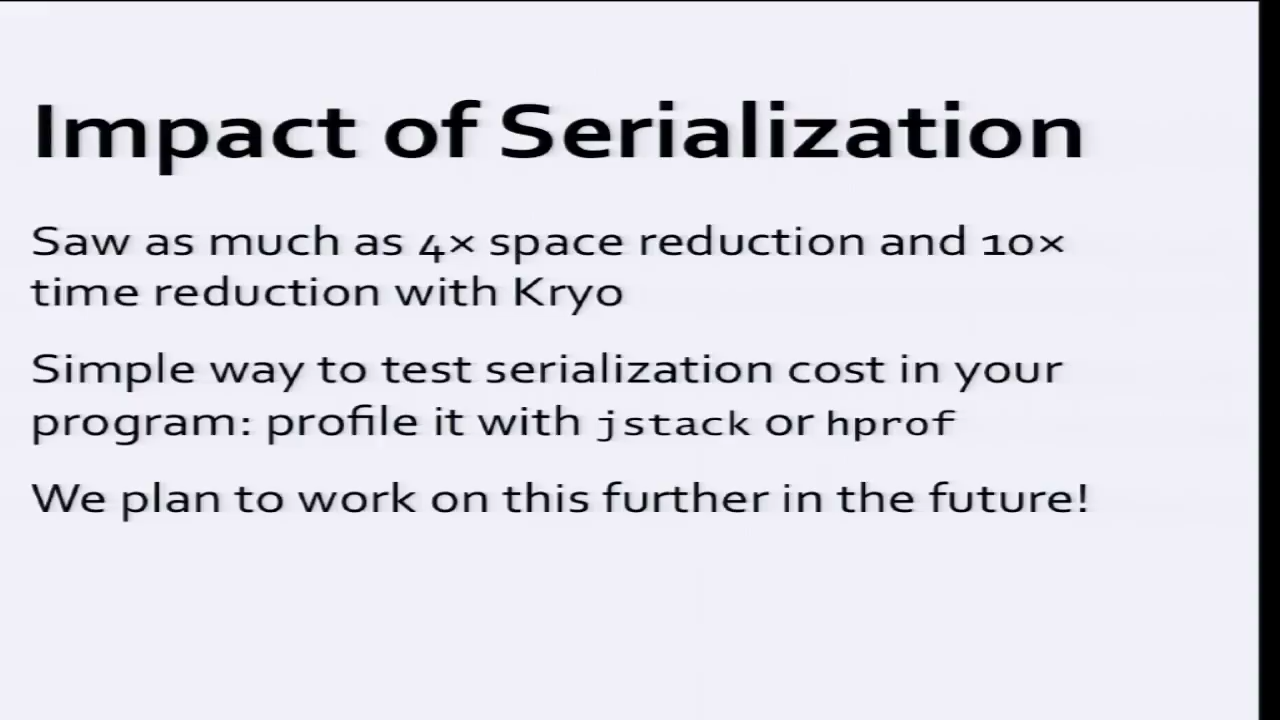 Impact of Serialization
Saw as much as 4× space reduction and 10×
time reduction with Kryo
Simple way to test serialization cost in your
program: profile it with jstack or hprof
We plan to work on this further in the future!